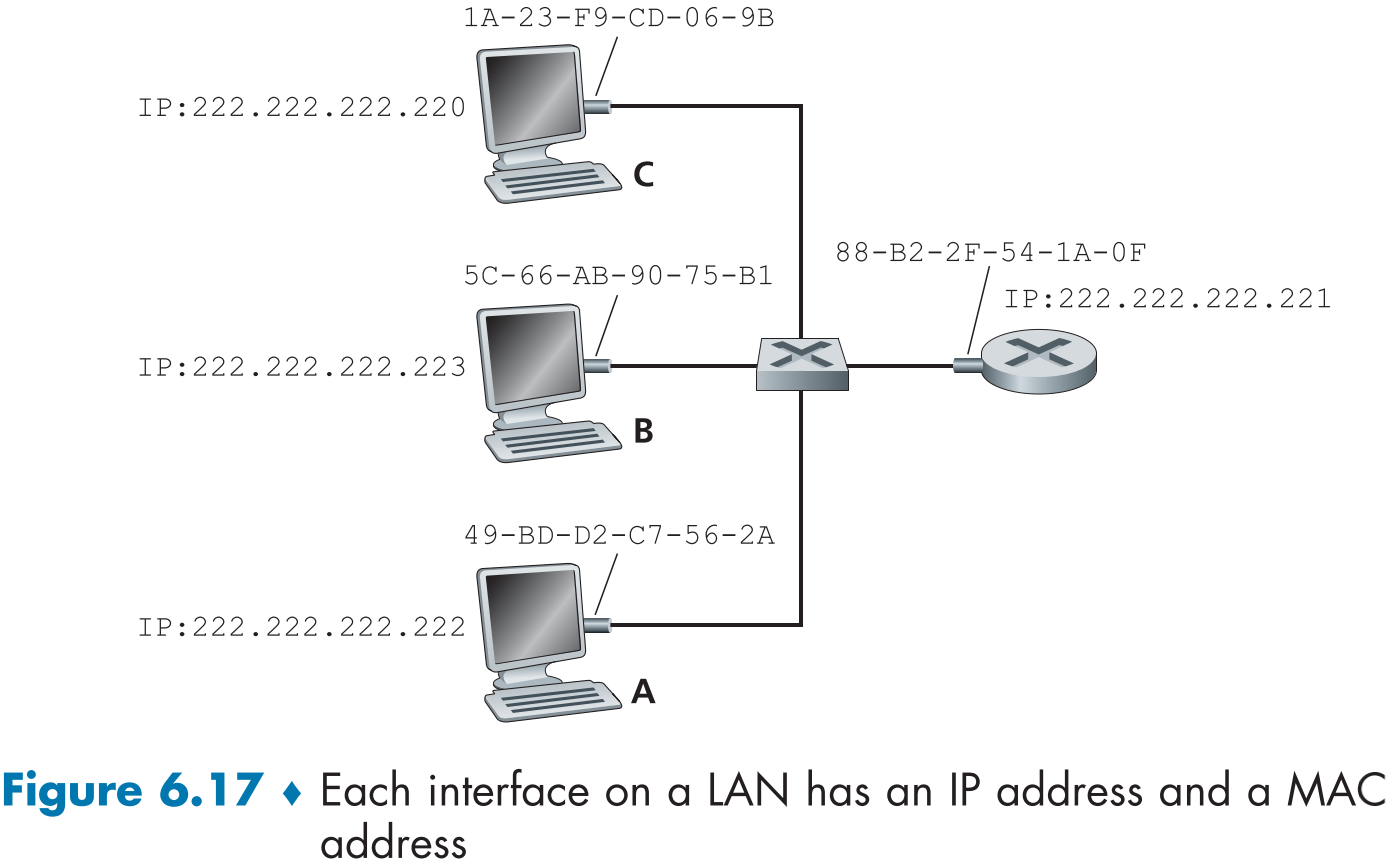 1A-23-F9-CD-06-9B
IP:222.222.222.220
C
88-B2-2F-54-1A-0F
5C-66-AB-90-75-B1
IP:222.222.222.221
IP:222.222.222.223
B
49-BD-D2-C7-56-2A
IP:222.222.222.222
A
Figure 6.17 ♦ Each interface on a LAN has an IP address and a MAC
address